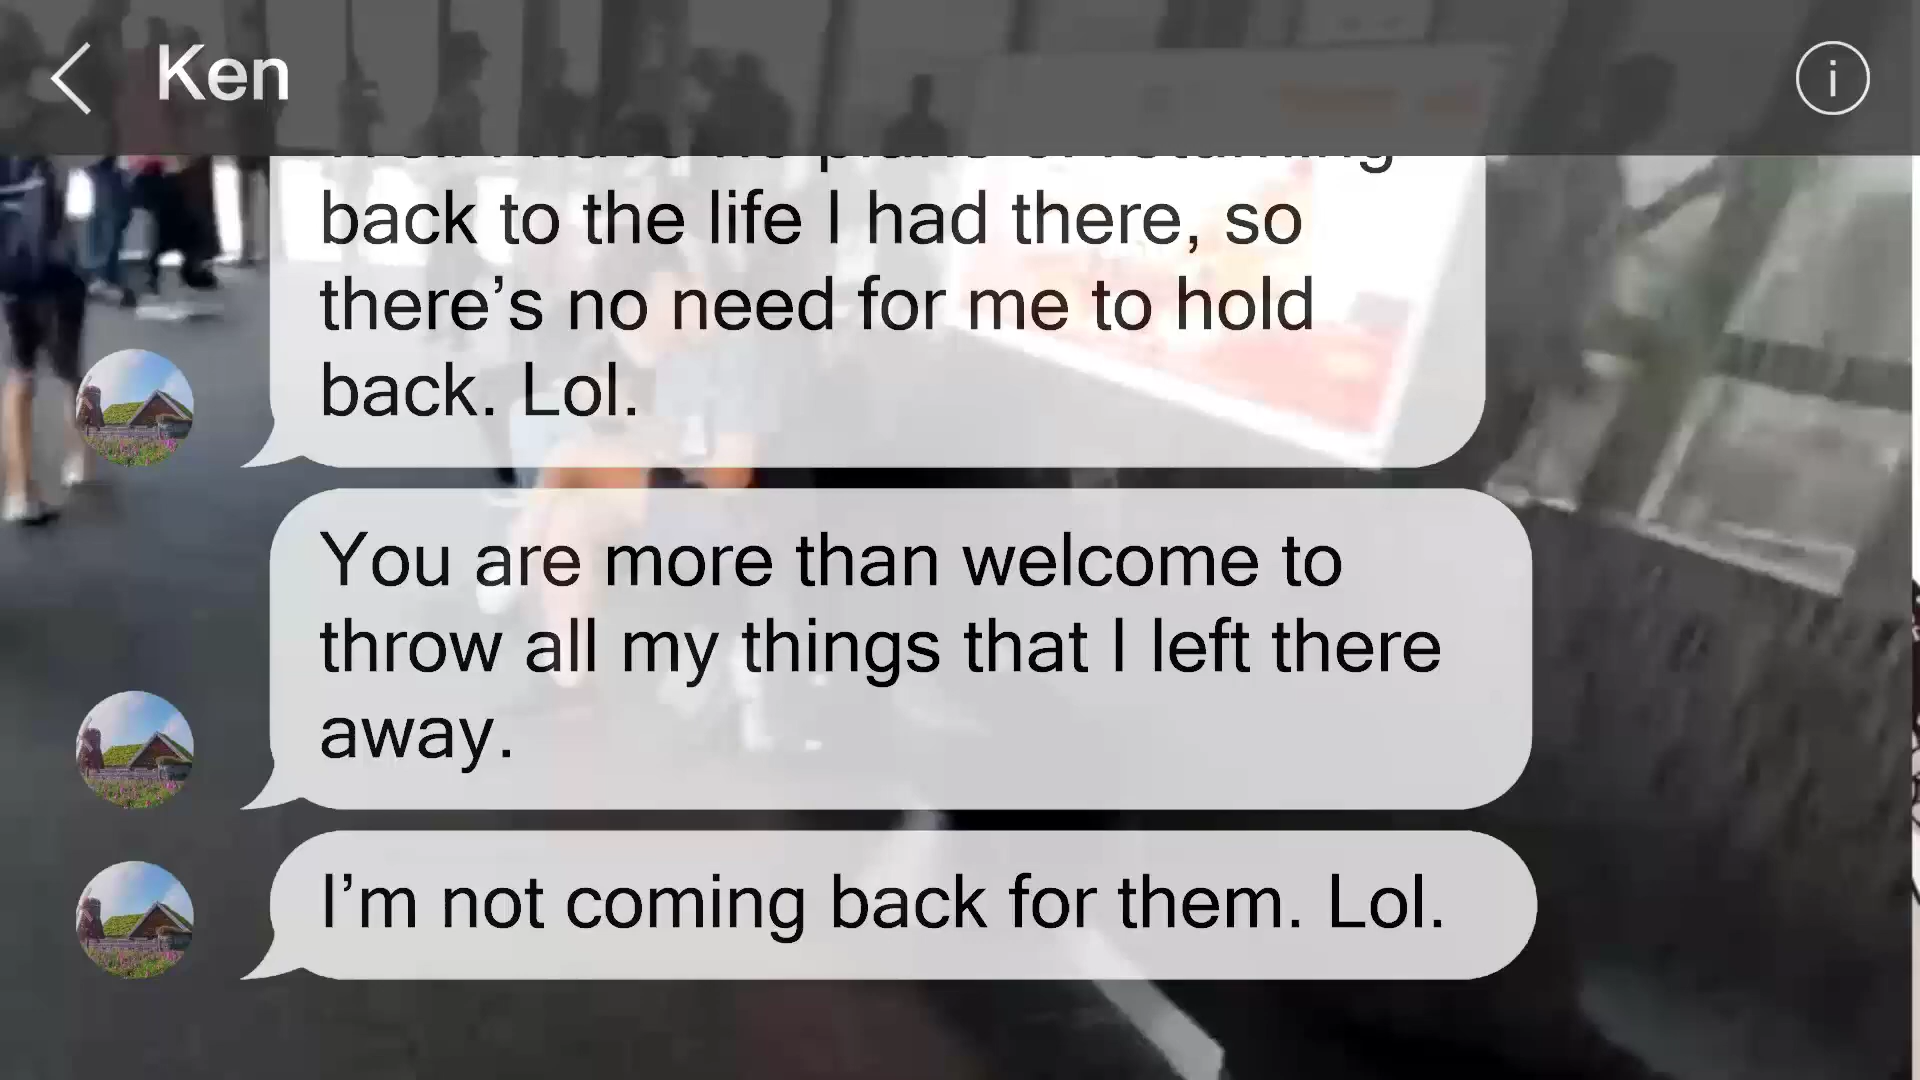 Ken
back to the life I had there, so
there’s no need for me to hold
back. Lol.
You are more than welcome to
throw all my things that I left there
away.
I’m not coming back for them. Lol.